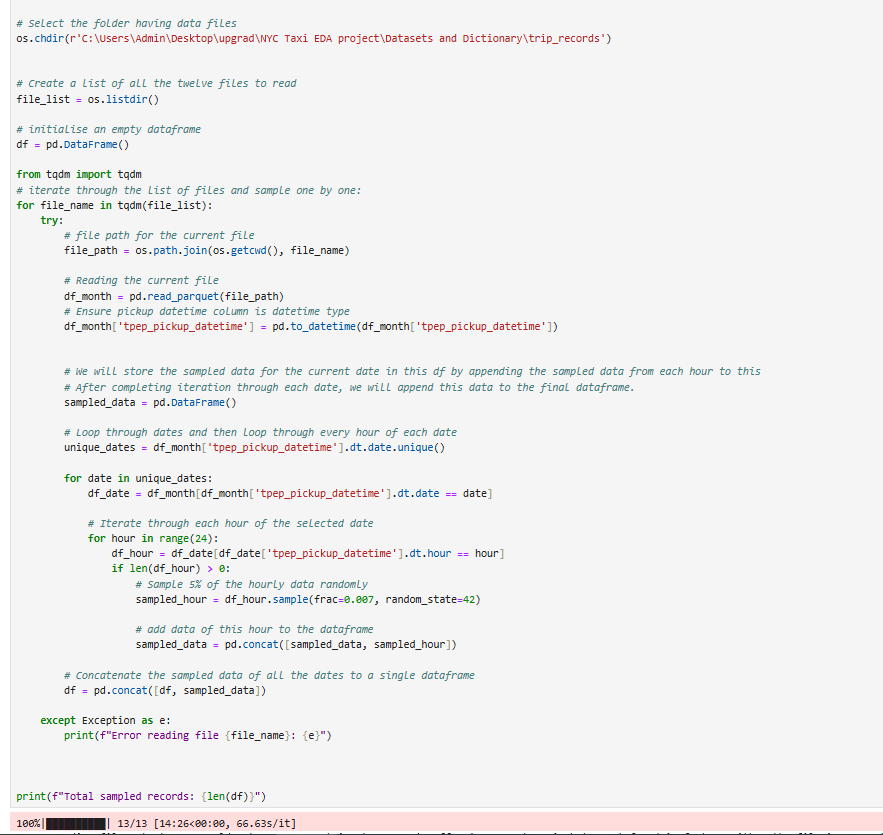 # Select the folder having data files
os.chdir(r'C:\Users\Admin\Desktop\upgrad\NYC Taxi EDA project\Datasets and Dictionary\trip_records')
# Create a list of all the twelve files to read
file_list = os.listdir()
# initialise an empty dataframe
df = pd.DataFrame()
from tqdm import tqdm
# iterate through the list of files and sample one by one:
for file_name in tqdm(file_list):
    try:
        # file path for the current file
        file_path = os.path.join(os.getcwd(), file_name)
        # Reading the current file
        df_month = pd.read_parquet(file_path)
        # Ensure pickup datetime column is datetime type
        df_month['tpep_pickup_datetime'] = pd.to_datetime(df_month['tpep_pickup_datetime'])
        # We will store the sampled data for the current date in this df by appending the sampled data from each hour to this
        # After completing iteration through each date, we will append this data to the final dataframe.
        sampled_data = pd.DataFrame()
        # Loop through dates and then loop through every hour of each date
        unique_dates = df_month['tpep_pickup_datetime'].dt.date.unique()
        for date in unique_dates:
            df_date = df_month[df_month['tpep_pickup_datetime'].dt.date == date]
            # Iterate through each hour of the selected date
            for hour in range(24):
                df_hour = df_date[df_date['tpep_pickup_datetime'].dt.hour == hour]
                if len(df_hour) > 0:
                    # Sample 5% of the hourly data randomly
                    sampled_hour = df_hour.sample(frac=0.007, random_state=42)
                    # add data of this hour to the dataframe
                    sampled_data = pd.concat([sampled_data, sampled_hour])
        # Concatenate the sampled data of all the dates to a single dataframe
        df = pd.concat([df, sampled_data])
    except Exception as e:
        print(f"Error reading file {file_name}: {e}")
print(f"Total sampled records: {len(df)}")
100%|██████████| 13/13 [14:26<00:00, 66.63s/it]